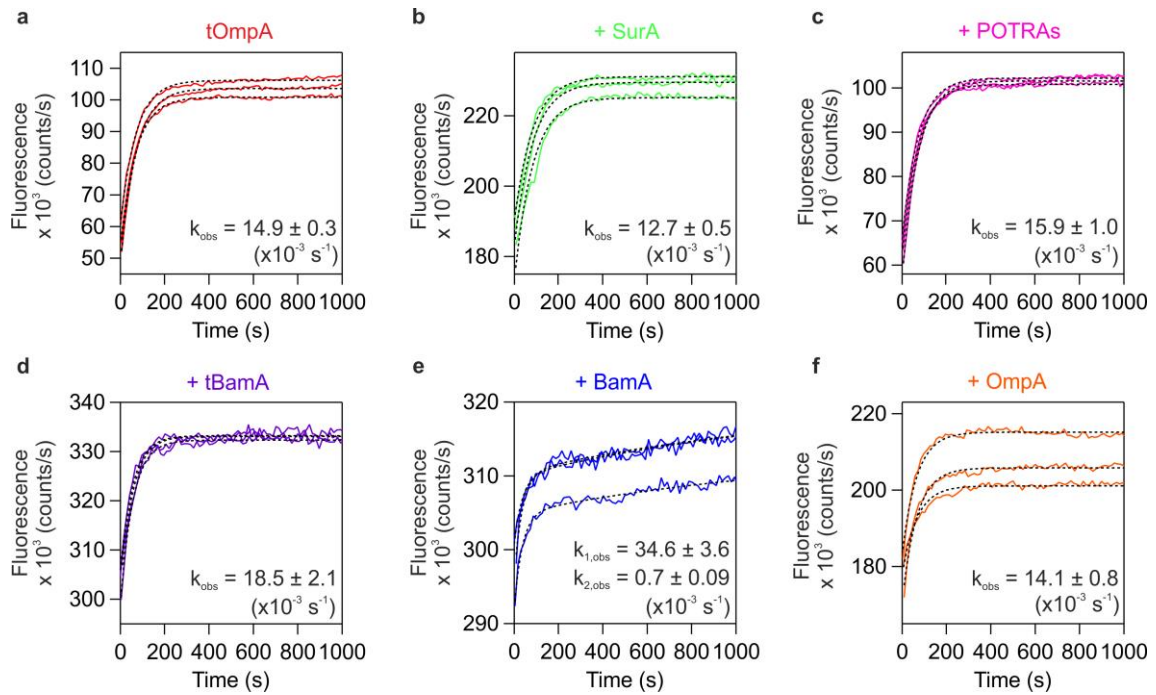 a
tOmpA
110
100
90
80
70
60
50
Fluorescence
x 10³ (counts/s)
k_obs = 14.9 ± 0.3
(x10⁻³ s⁻¹)
0 200 400 600 800 1000
Time (s)
b
+ SurA
220
200
180
Fluorescence
x 10³ (counts/s)
k_obs = 12.7 ± 0.5
(x10⁻³ s⁻¹)
0 200 400 600 800 1000
Time (s)
c
+ POTRAs
100
90
80
70
60
Fluorescence
x 10³ (counts/s)
k_obs = 15.9 ± 1.0
(x10⁻³ s⁻¹)
0 200 400 600 800 1000
Time (s)
d
+ tBamA
340
330
320
310
300
Fluorescence
x 10³ (counts/s)
k_obs = 18.5 ± 2.1
(x10⁻³ s⁻¹)
0 200 400 600 800 1000
Time (s)
e
+ BamA
320
310
300
290
Fluorescence
x 10³ (counts/s)
k_1,obs = 34.6 ± 3.6
k_2,obs = 0.7 ± 0.09
(x10⁻³ s⁻¹)
0 200 400 600 800 1000
Time (s)
f
+ OmpA
220
200
180
Fluorescence
x 10³ (counts/s)
k_obs = 14.1 ± 0.8
(x10⁻³ s⁻¹)
0 200 400 600 800 1000
Time (s)